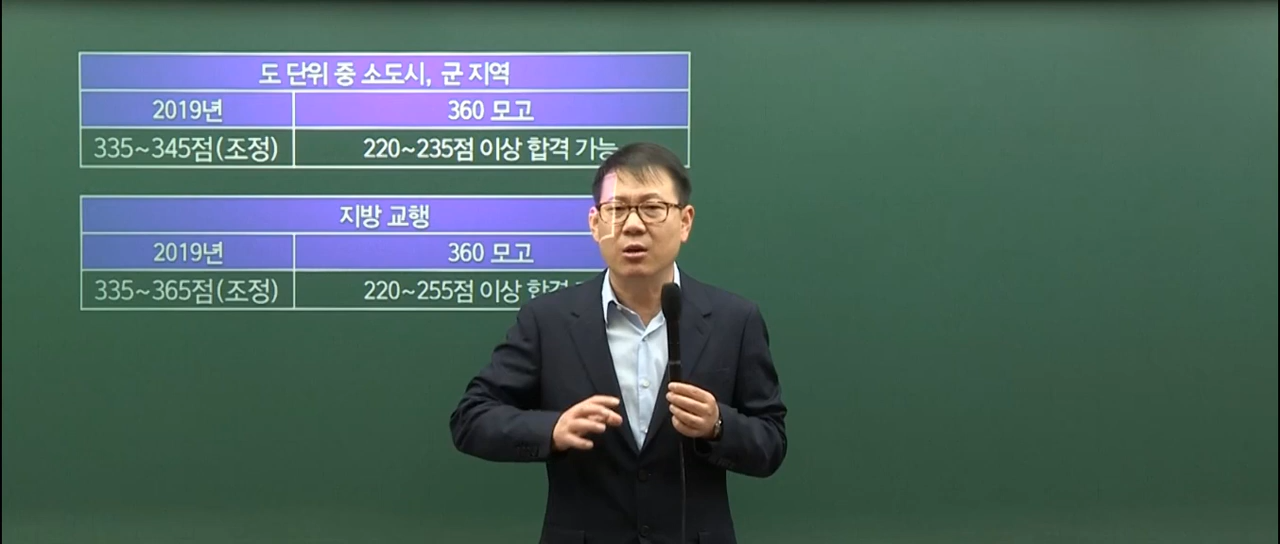 도 단위 중 소도시, 군 지역
2019년 360 모고
335~345점(조정) 220~235점 이상 합격 가능
지방 교행
2019년 360 모고
335~365점(조정) 220~255점 이상 합격